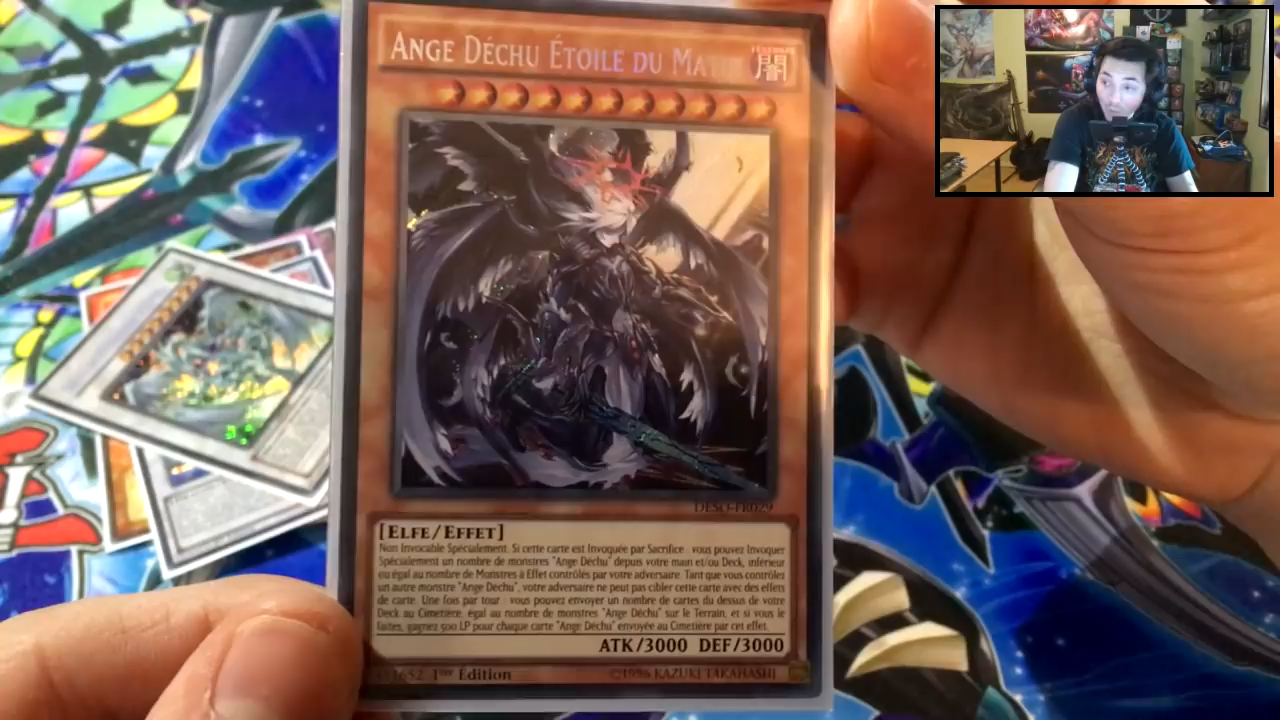 Ange Déchu Étoile du Matin
TÉNÈBRES
闇
DESO-FR029
[Elfe/Effet]
Non Invocable Spécialement. Si cette carte est Invoquée par Sacrifice : vous pouvez Invoquer
Spécialement un nombre de monstres "Ange Déchu" depuis votre main et/ou Deck, inférieur
ou égal au nombre de Monstres à Effet contrôlés par votre adversaire. Tant que vous contrôlez
un autre monstre "Ange Déchu", votre adversaire ne peut pas cibler cette carte avec des effets
de carte. Une fois par tour : vous pouvez envoyer un nombre de cartes du dessus de votre
Deck au Cimetière, égal au nombre de monstres "Ange Déchu" sur le Terrain, et si vous le
faites, gagnez 500 LP pour chaque carte "Ange Déchu" envoyée au Cimetière par cet effet.
ATK/3000 DEF/3000
1ère Édition
©1996 KAZUKI TAKAHASHI